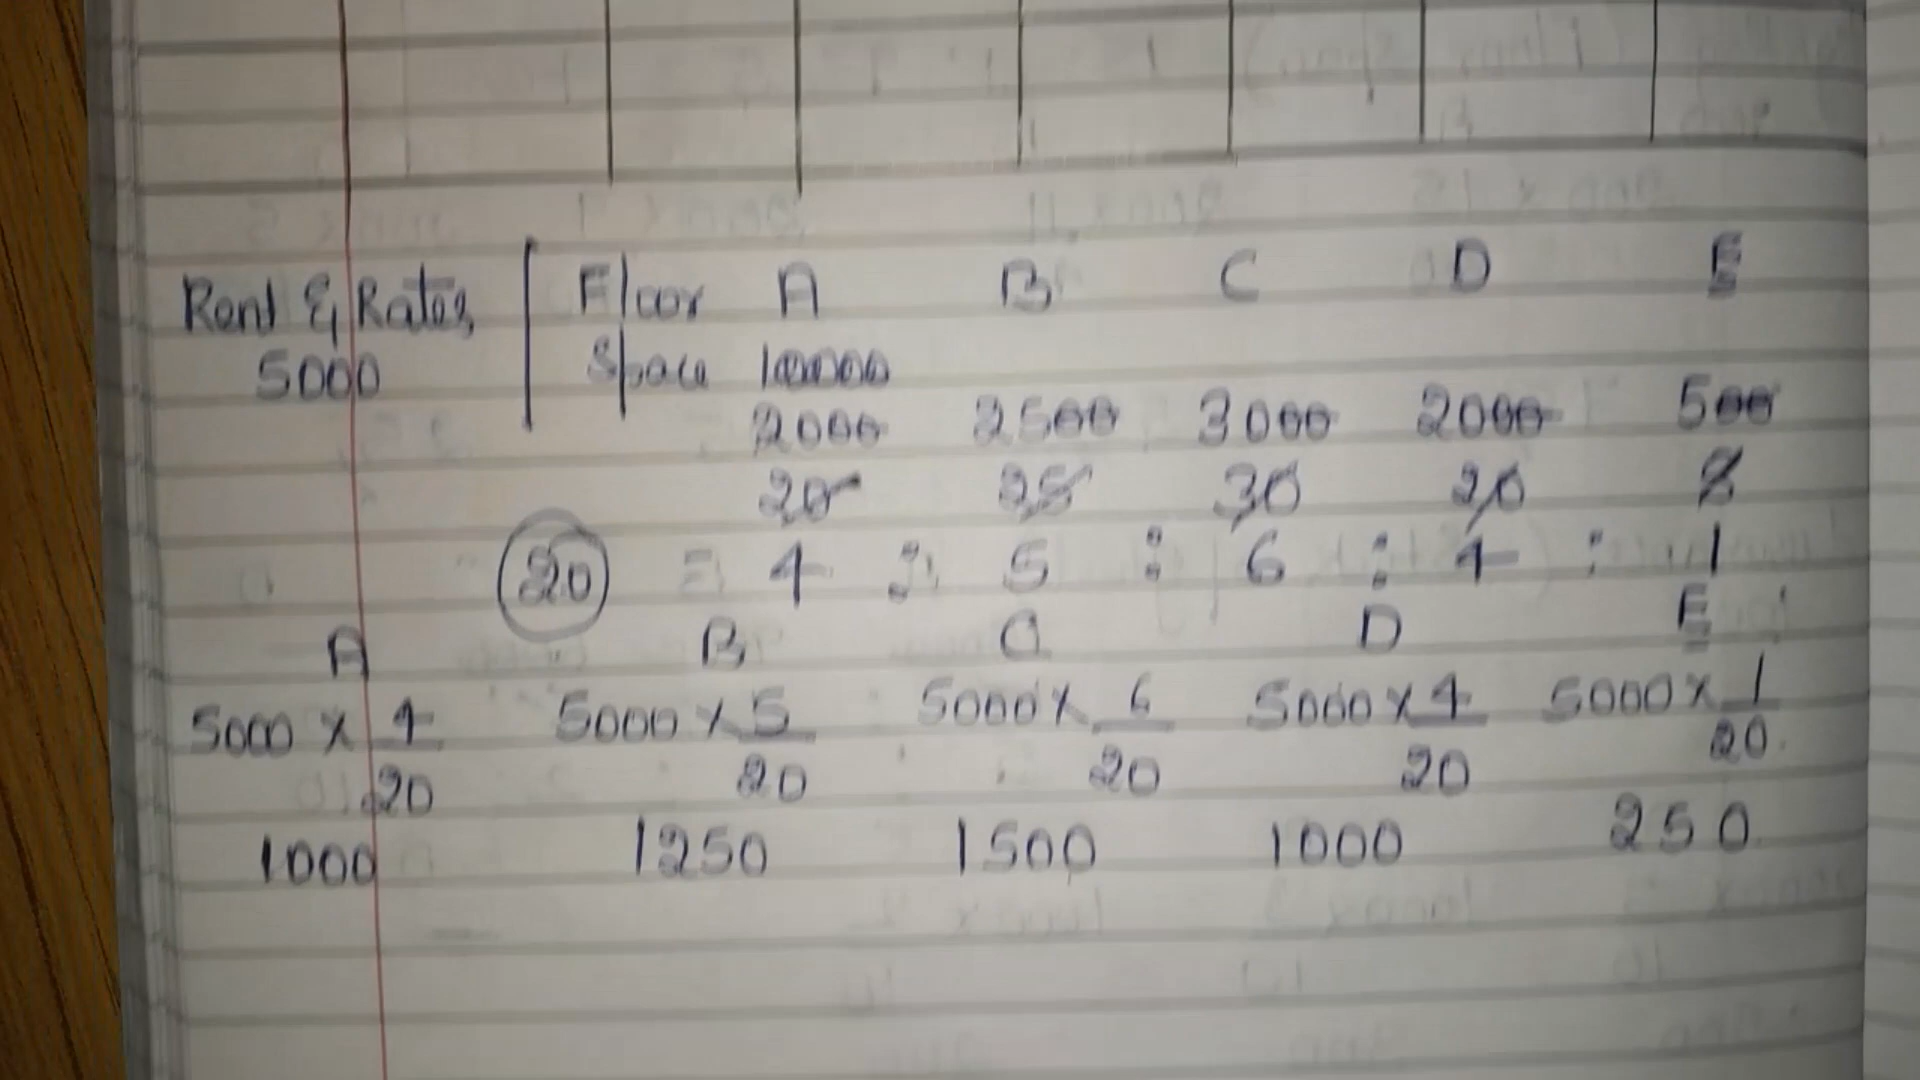 Rent & Rates Floor A B C D E
5000 Space 10000
2000 2500 3000 2000 500
20 25 30 20
20 = 4 : 5 : 6 : 4 : 1
A B C D E
5000 x 4/20 5000 x 5/20 5000 x 6/20 5000 x 4/20 5000 x 1/20
1000 1250 1500 1000 250